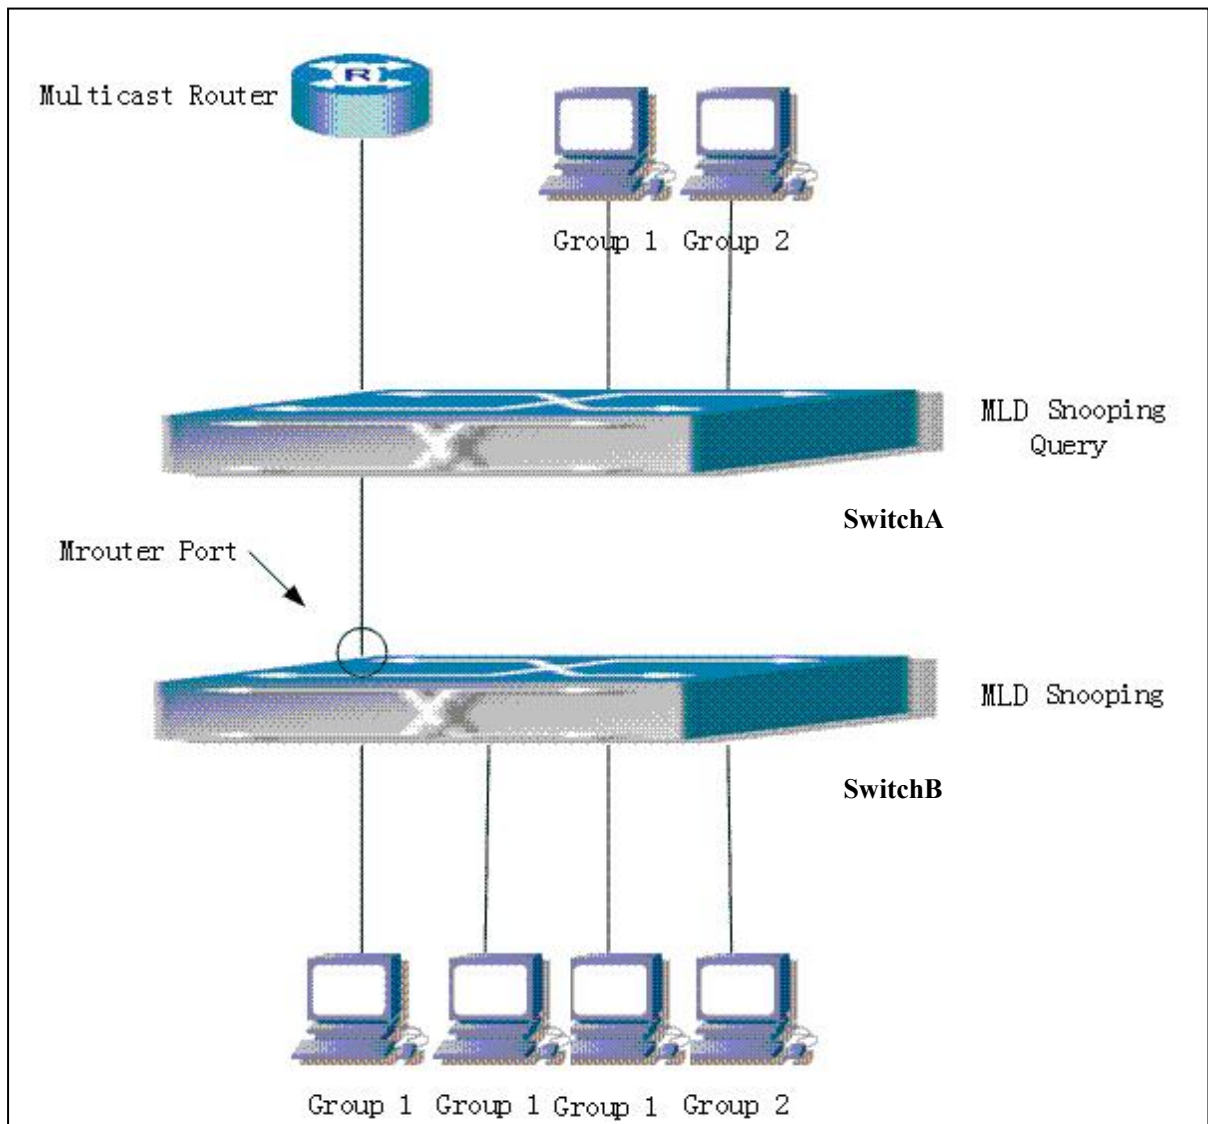 Multicast Router
R
Group 1 Group 2
MLD Snooping
Query
SwitchA
Mrouter Port
MLD Snooping
SwitchB
Group 1 Group 1 Group 1 Group 2